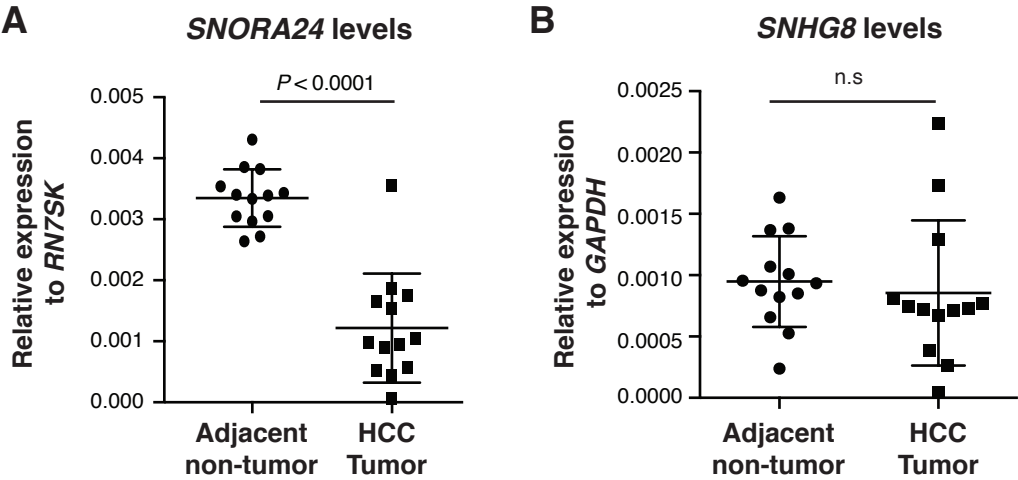 A
SNORA24 levels
P < 0.0001
Relative expression
to RN7SK
0.005
0.004
0.003
0.002
0.001
0.000
Adjacent
non-tumor
HCC
Tumor
B
SNHG8 levels
n.s
Relative expression
to GAPDH
0.0025
0.0020
0.0015
0.0010
0.0005
0.0000
Adjacent
non-tumor
HCC
Tumor